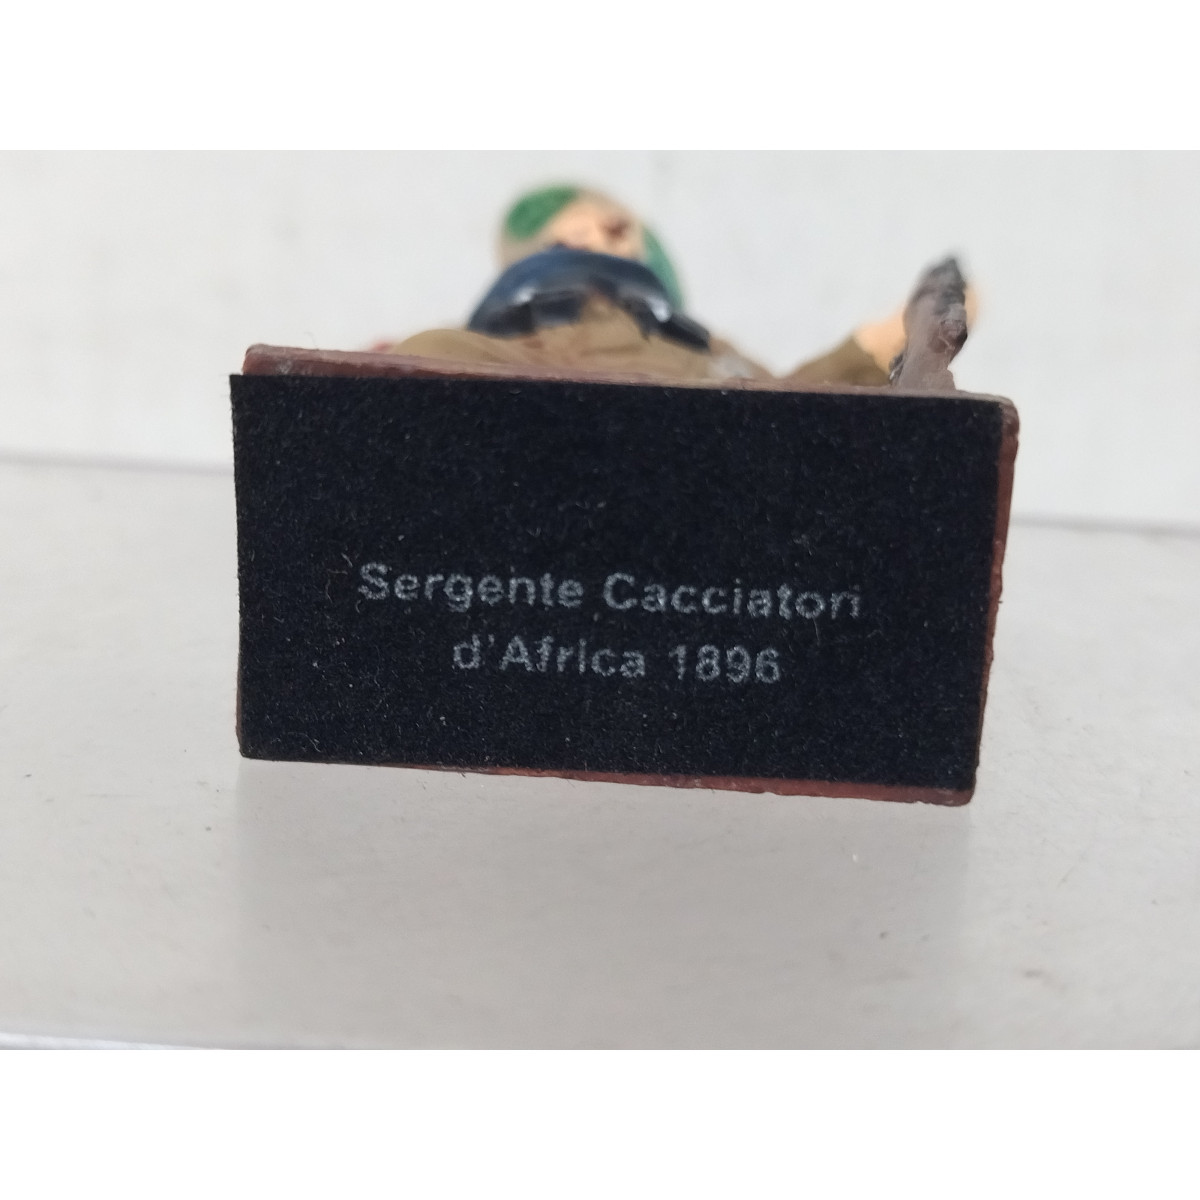 Sergente Cacciatori
d'Africa 1896